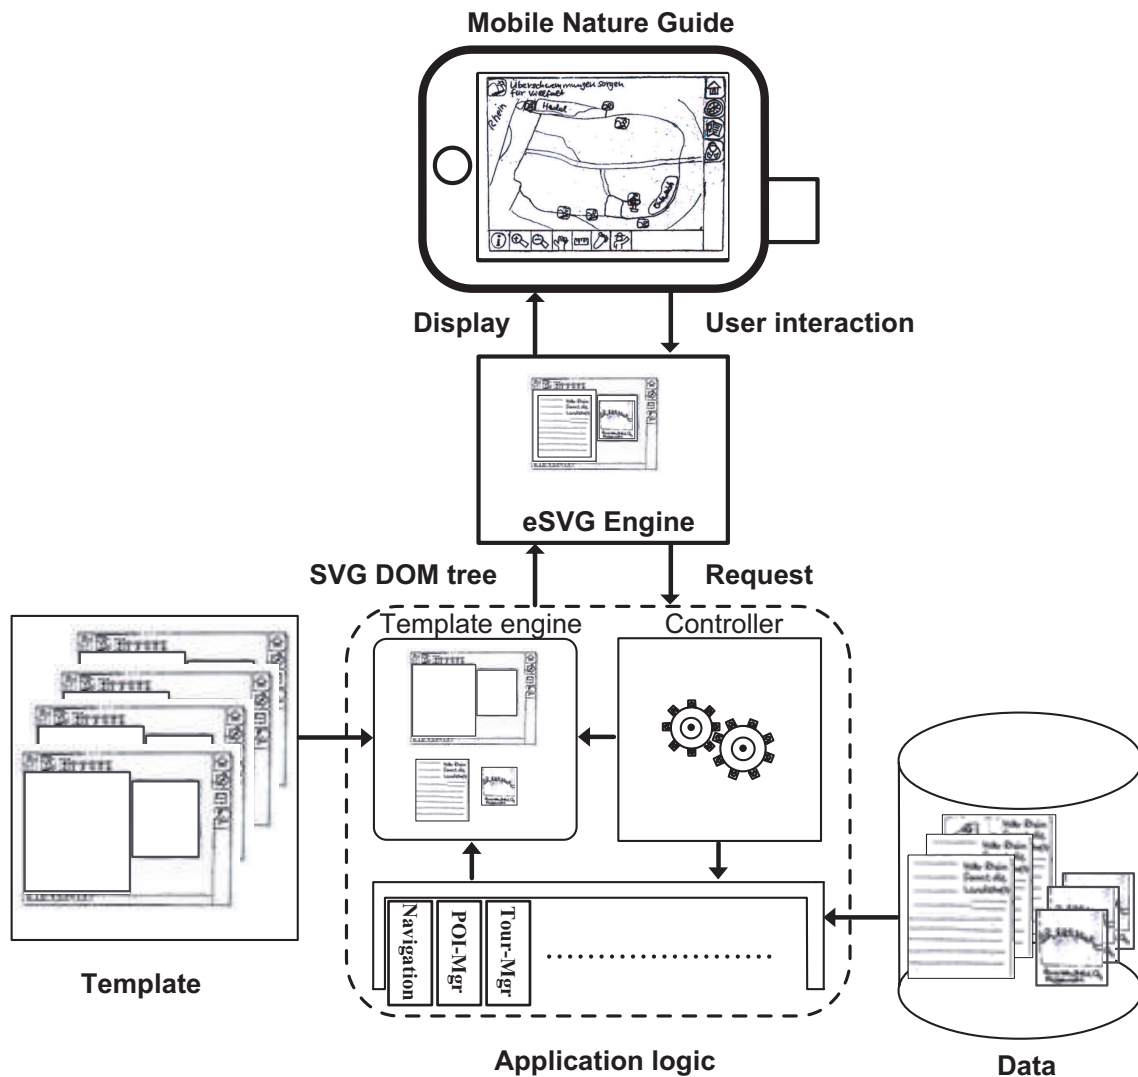 Mobile Nature Guide
Überschwemmungen sorgen
für Vielfalt
Rhein
Display
User interaction
eSVG Engine
SVG DOM tree
Request
Template engine
Controller
Navigation
POI-Mgr
Tour-Mgr
Template
Application logic
Data